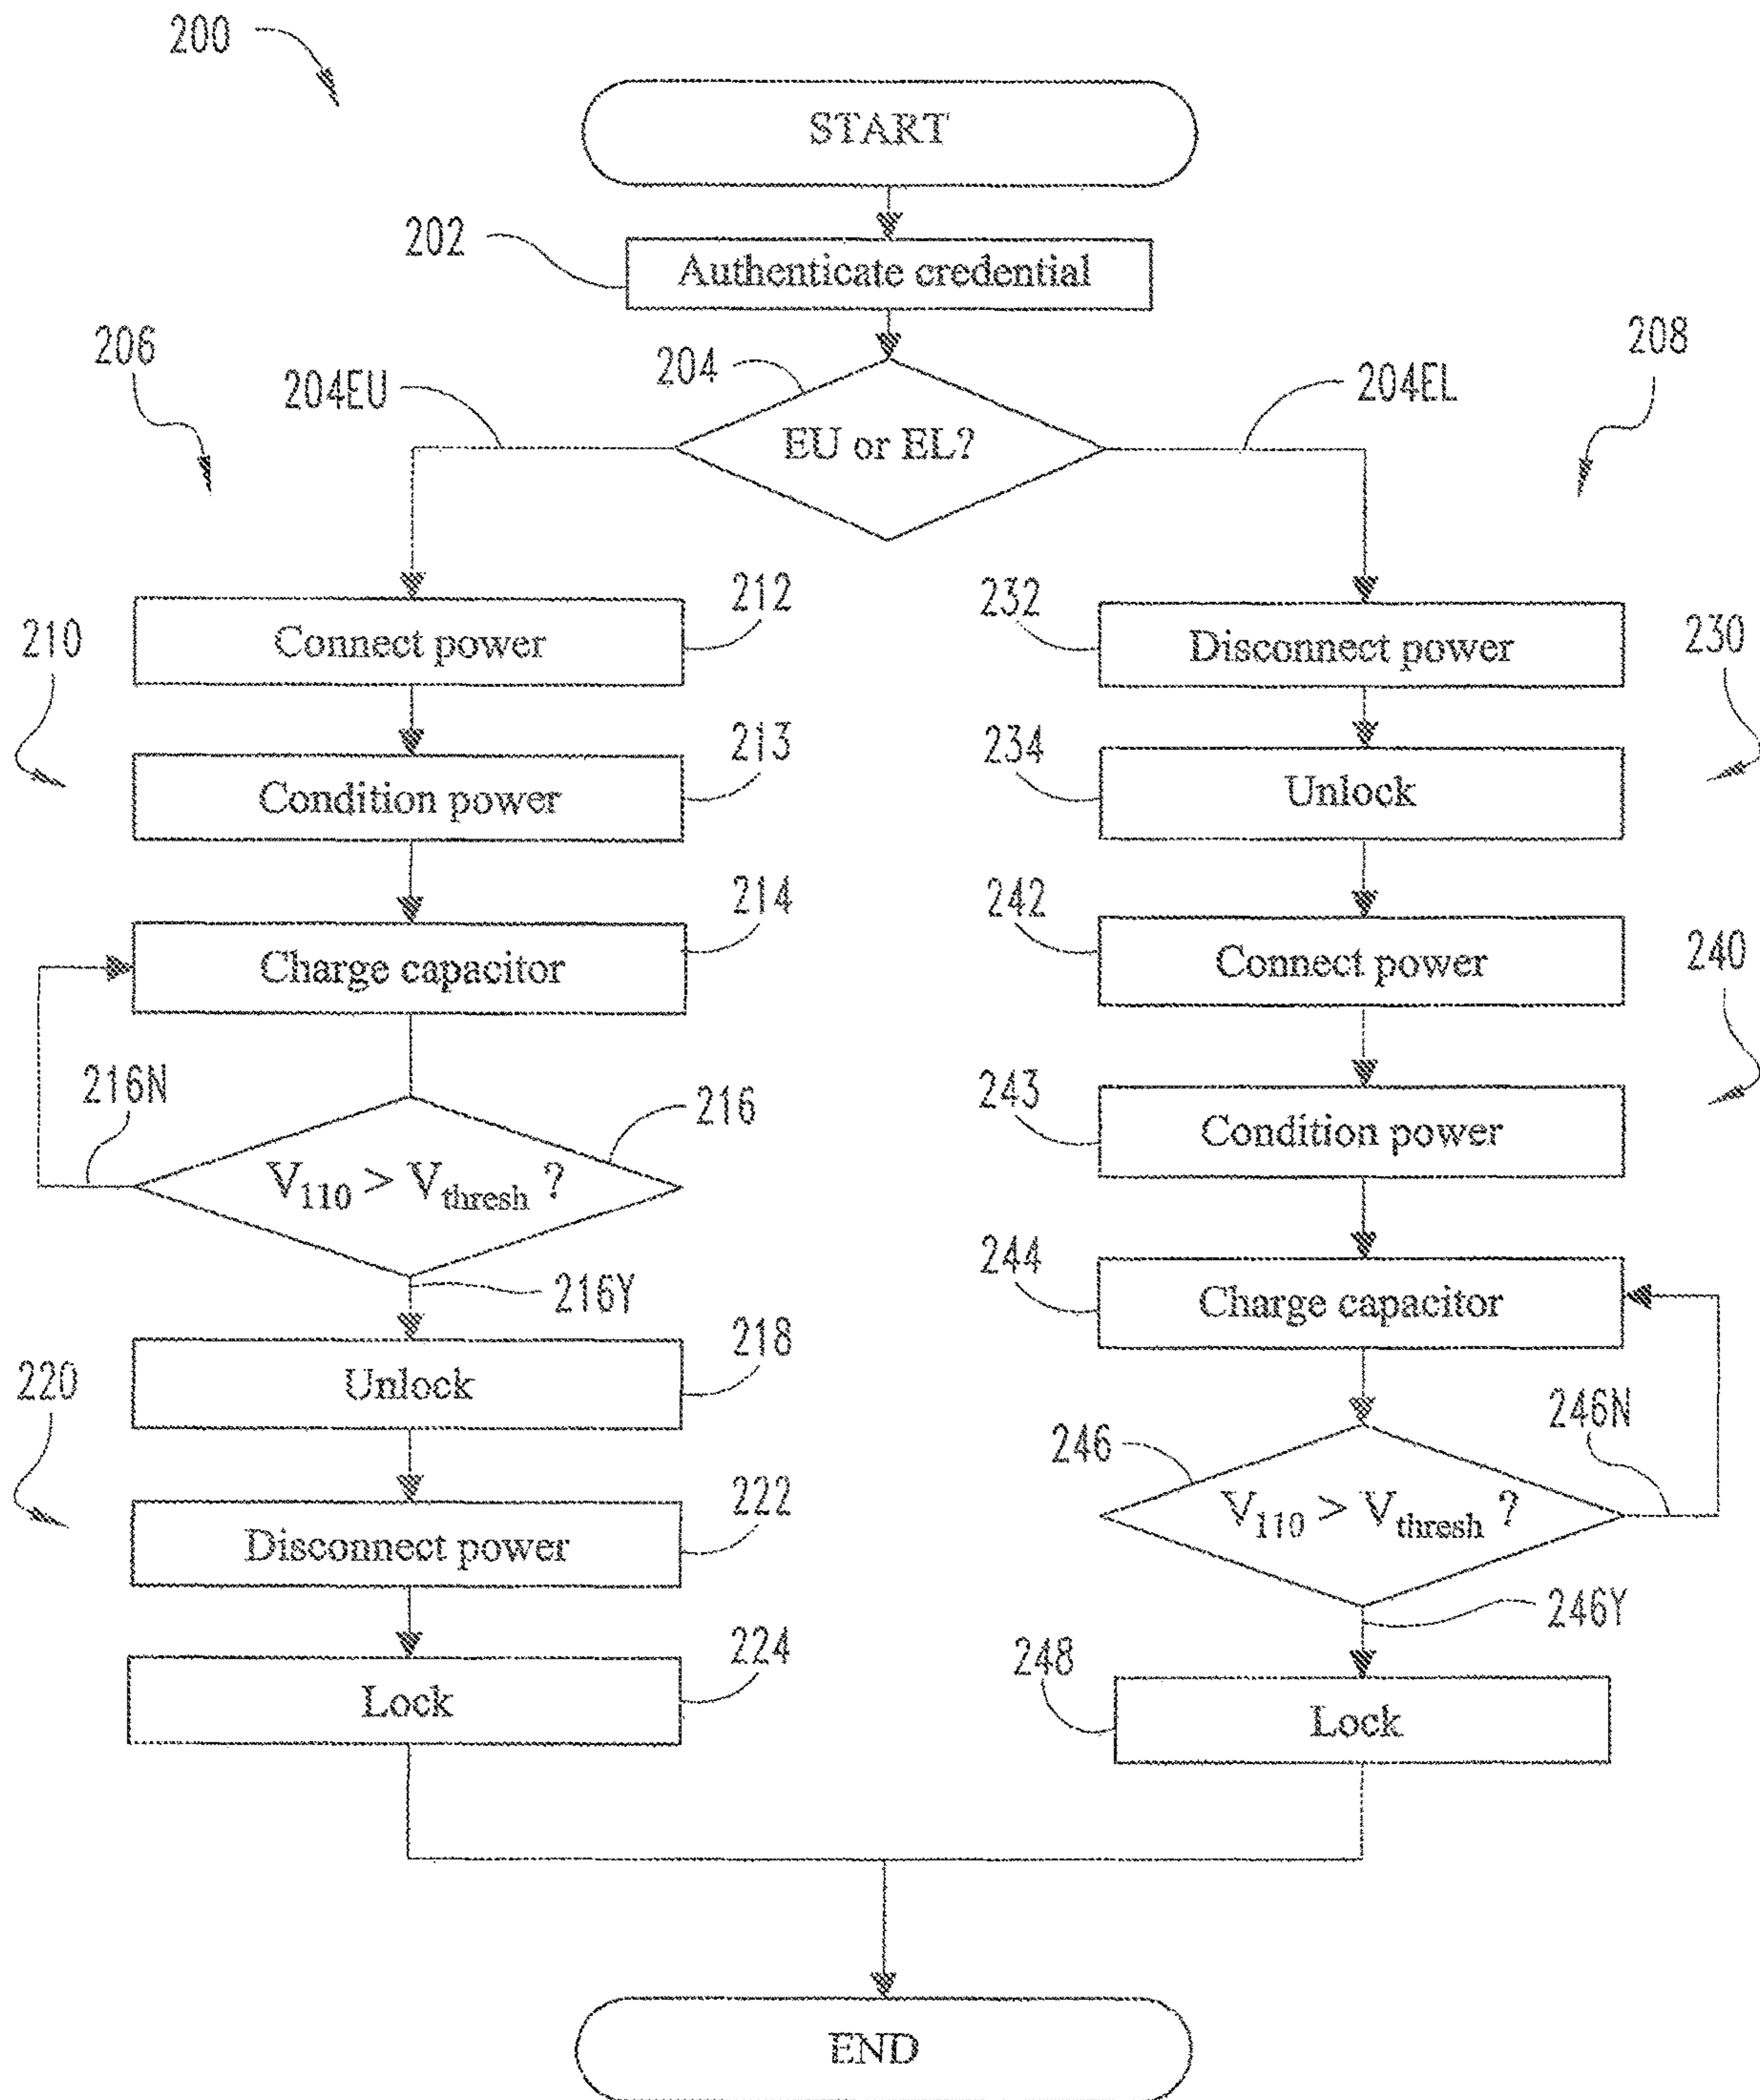 200
START
202
Authenticate credential
206
208
204
204EU
204EL
EU or EL?
212
Connect power
210
213
Condition power
214
Charge capacitor
216N
216
V110 > Vthresh ?
216Y
218
Unlock
220
222
Disconnect power
224
Lock
232
Disconnect power
230
234
Unlock
242
Connect power
240
243
Condition power
244
Charge capacitor
246N
246
V110 > Vthresh ?
246Y
248
Lock
END